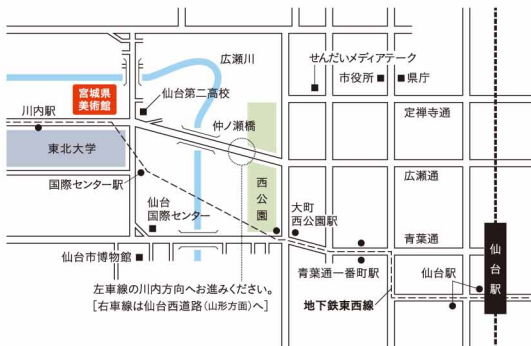 広瀬川
せんだいメディアテーク
市役所
県庁
宮城県
美術館
仙台第二高校
川内駅
仲ノ瀬橋
定禅寺通
東北大学
国際センター駅
西公園
広瀬通
大町
西公園駅
仙台
国際センター
青葉通
仙台市博物館
青葉通一番町駅
仙台駅
仙台駅
左車線の川内方向へお進みください。
[右車線は仙台西道路(山形方面)へ]
地下鉄東西線